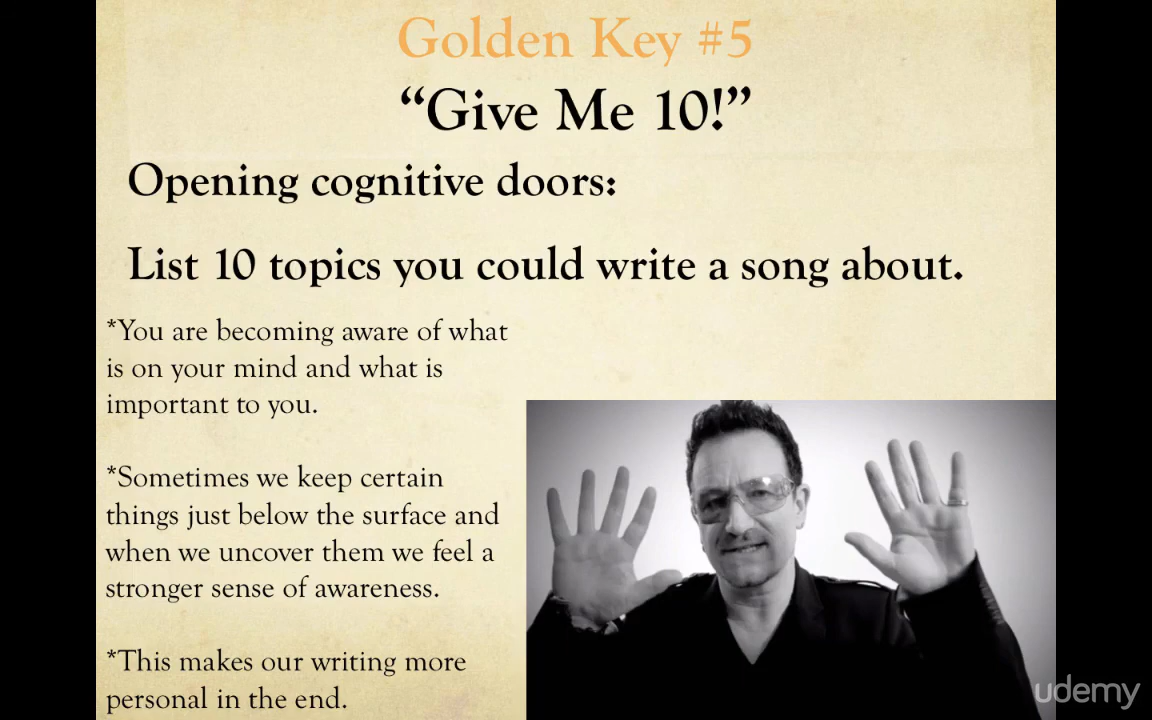 Golden Key #5
“Give Me 10!”
Opening cognitive doors:
List 10 topics you could write a song about.
*You are becoming aware of what
is on your mind and what is
important to you.
*Sometimes we keep certain
things just below the surface and
when we uncover them we feel a
stronger sense of awareness.
*This makes our writing more
personal in the end.
udemy